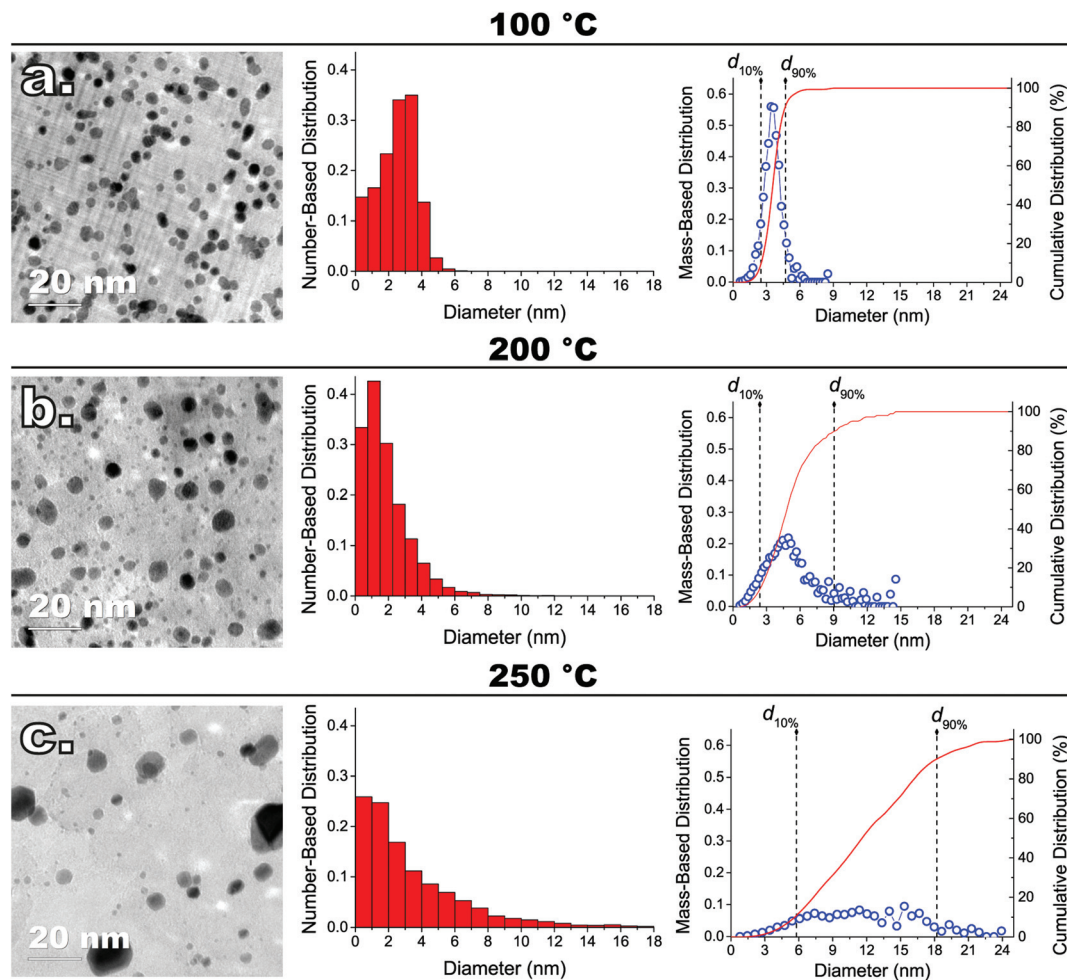 100 °C
a.
20 nm
Number-Based Distribution
0.4
0.3
0.2
0.1
0.0
0 2 4 6 8 10 12 14 16 18
Diameter (nm)
d10% d90%
Mass-Based Distribution
0.6
0.5
0.4
0.3
0.2
0.1
0.0
0 3 6 9 12 15 18 21 24
Diameter (nm)
100
80
60
40
20
0
Cumulative Distribution (%)
200 °C
b.
20 nm
Number-Based Distribution
0.4
0.3
0.2
0.1
0.0
0 2 4 6 8 10 12 14 16 18
Diameter (nm)
d10% d90%
Mass-Based Distribution
0.6
0.5
0.4
0.3
0.2
0.1
0.0
0 3 6 9 12 15 18 21 24
Diameter (nm)
100
80
60
40
20
0
Cumulative Distribution (%)
250 °C
c.
20 nm
Number-Based Distribution
0.4
0.3
0.2
0.1
0.0
0 2 4 6 8 10 12 14 16 18
Diameter (nm)
d10% d90%
Mass-Based Distribution
0.6
0.5
0.4
0.3
0.2
0.1
0.0
0 3 6 9 12 15 18 21 24
Diameter (nm)
100
80
60
40
20
0
Cumulative Distribution (%)